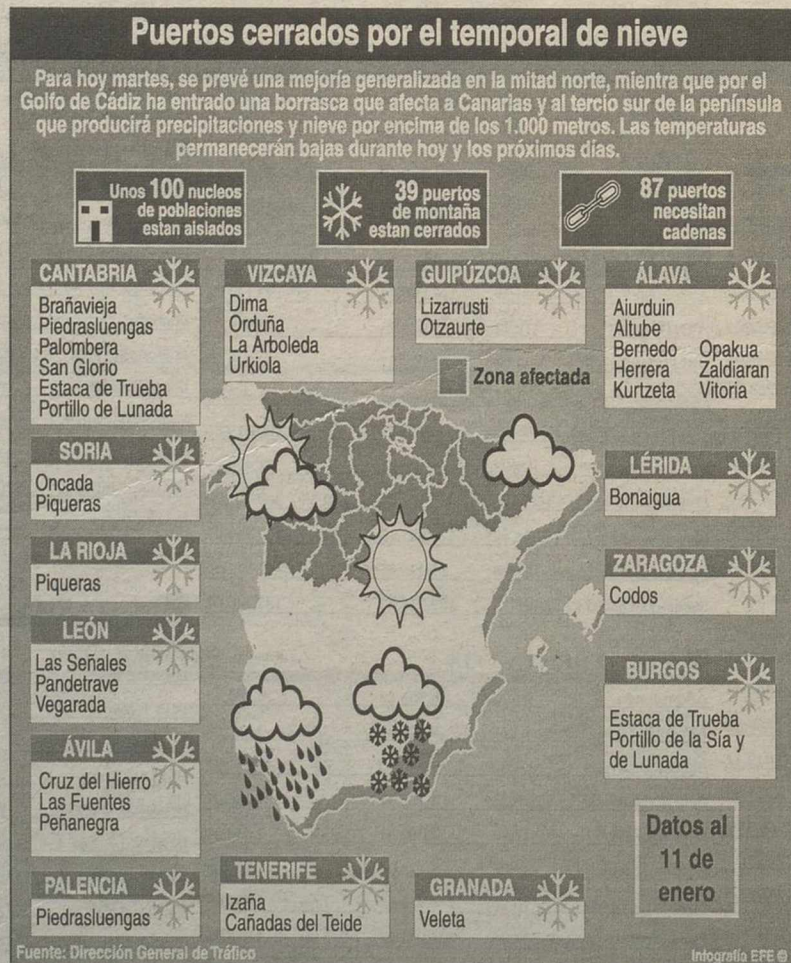 Puertos cerrados por el temporal de nieve
Para hoy martes, se prevé una mejoría generalizada en la mitad norte, mientra que por el
Golfo de Cádiz ha entrado una borrasca que afecta a Canarias y al tercio sur de la península
que producirá precipitaciones y nieve por encima de los 1.000 metros. Las temperaturas
permanecerán bajas durante hoy y los próximos días.
Unos 100 nucleos
de poblaciones
estan aislados
39 puertos
de montaña
estan cerrados
87 puertos
necesitan
cadenas
CANTABRIA
Brañavieja
Piedrasluengas
Palombera
San Glorio
Estaca de Trueba
Portillo de Lunada
VIZCAYA
Dima
Orduña
La Arboleda
Urkiola
GUIPÚZCOA
Lizarrusti
Otzaurte
ÁLAVA
Aiurduin
Altube
Bernedo Opakua
Herrera Zaldiaran
Kurtzeta Vitoria
Zona afectada
SORIA
Oncada
Piqueras
LÉRIDA
Bonaigua
LA RIOJA
Piqueras
ZARAGOZA
Codos
LEÓN
Las Señales
Pandetrave
Vegarada
BURGOS
Estaca de Trueba
Portillo de la Sía y
de Lunada
ÁVILA
Cruz del Hierro
Las Fuentes
Peñanegra
Datos al
11 de
enero
PALENCIA
Piedrasluengas
TENERIFE
Izaña
Cañadas del Teide
GRANADA
Veleta
Fuente: Dirección General de Tráfico
Infografía EFE ©